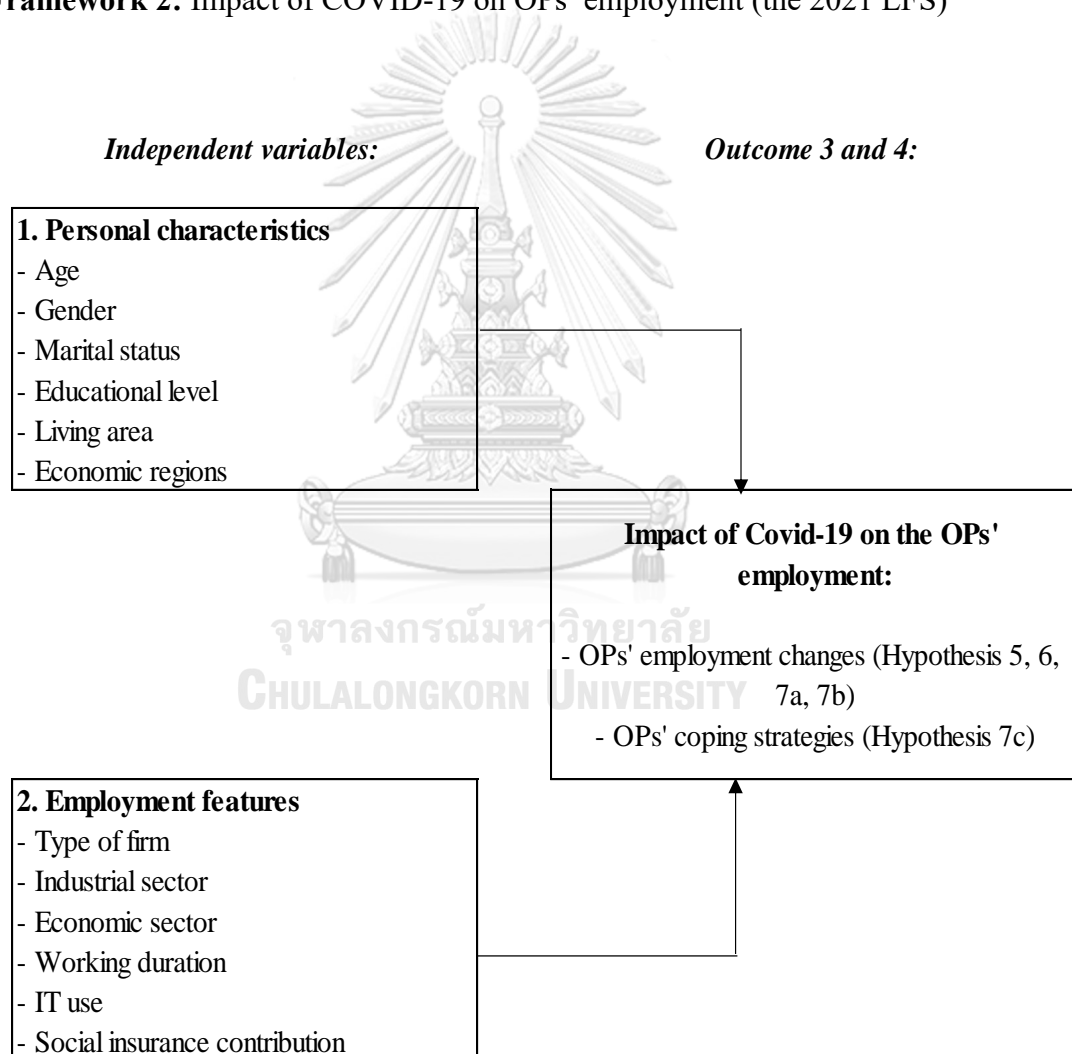 Framework 2: Impact of COVID-19 on OPs' employment (the 2021 LFS)
Independent variables:
Outcome 3 and 4:
1. Personal characteristics
- Age
- Gender
- Marital status
- Educational level
- Living area
- Economic regions
Impact of Covid-19 on the OPs'
employment:
- OPs' employment changes (Hypothesis 5, 6,
7a, 7b)
- OPs' coping strategies (Hypothesis 7c)
จุฬาลงกรณ์มหาวิทยาลัย
CHULALONGKORN UNIVERSITY
2. Employment features
- Type of firm
- Industrial sector
- Economic sector
- Working duration
- IT use
- Social insurance contribution